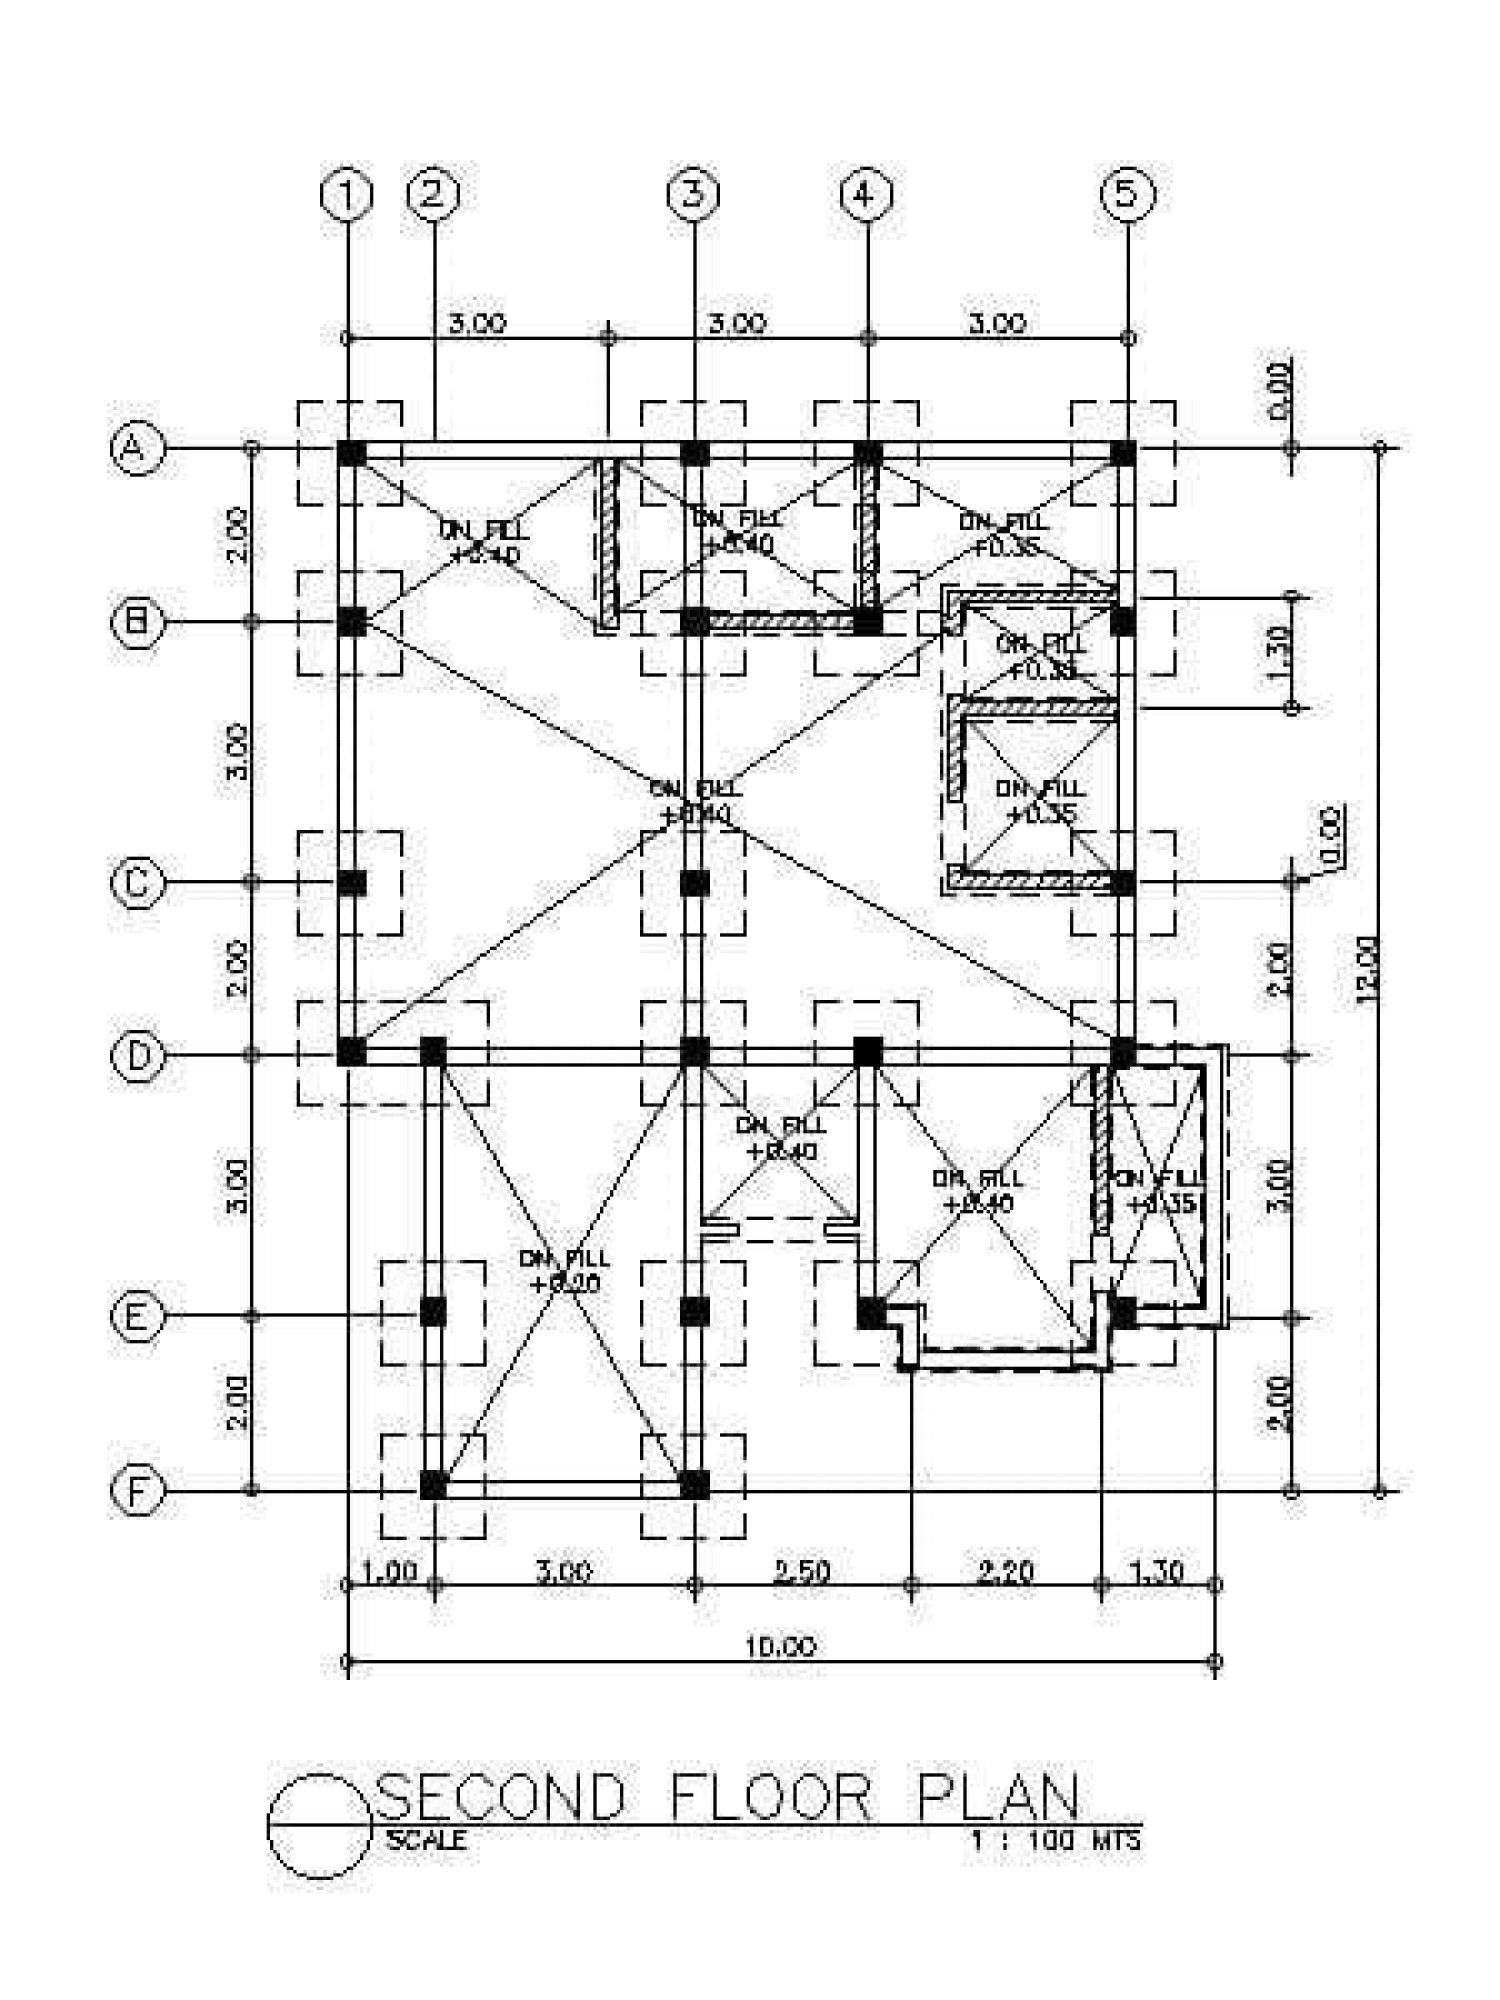 1 2 3 4 5
3.00 3.00 3.00
0.00
A
2.00
ON FILL
+0.40
ON FILL
+0.40
ON FILL
+0.35
B
ON FILL
+0.35
1.30
3.00
ON FILL
+0.40
ON FILL
+0.35
0.00
C
2.00
2.00
12.00
D
ON FILL
+0.40
3.00
ON FILL
+0.40
ON FILL
+0.35
3.00
ON FILL
+0.20
E
2.00
2.00
F
1.00 3.00 2.50 2.20 1.30
10.00
SECOND FLOOR PLAN
SCALE 1 : 100 MTS